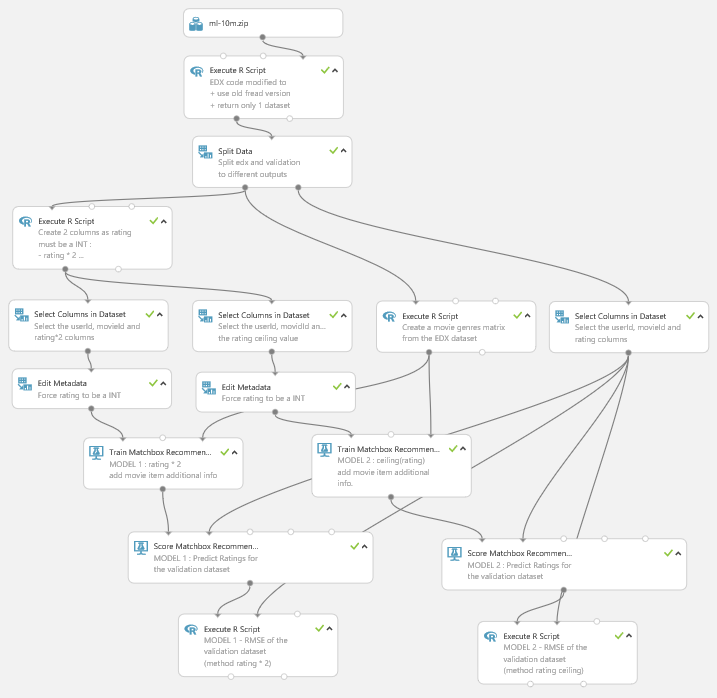 ml-10m.zip
Execute R Script
EDX code modified to
+ use old fread version
+ return only 1 dataset
Split Data
Split edx and validation
to different outputs
Execute R Script
Create 2 columns as rating
must be a INT :
- rating * 2 ...
Select Columns in Dataset
Select the userId, movieId and
rating*2 columns
Select Columns in Dataset
Select the userId, movidId an...
the rating ceiling value
Execute R Script
Create a movie genres matrix
from the EDX dataset
Select Columns in Dataset
Select the userId, movieId and
rating columns
Edit Metadata
Force rating to be a INT
Edit Metadata
Force rating to be a INT
Train Matchbox Recommen...
MODEL 1 : rating * 2
add movie item additional info
Train Matchbox Recommen...
MODEL 2 : ceiling(rating)
add movie item additional
info.
Score Matchbox Recommen...
MODEL 1 : Predict Ratings for
the validation dataset
Score Matchbox Recommen...
MODEL 2 : Predict Ratings for
the validation dataset
Execute R Script
MODEL 1 - RMSE of the
validation dataset
(method rating * 2)
Execute R Script
MODEL 2 - RMSE of the
validation dataset
(method rating ceiling)